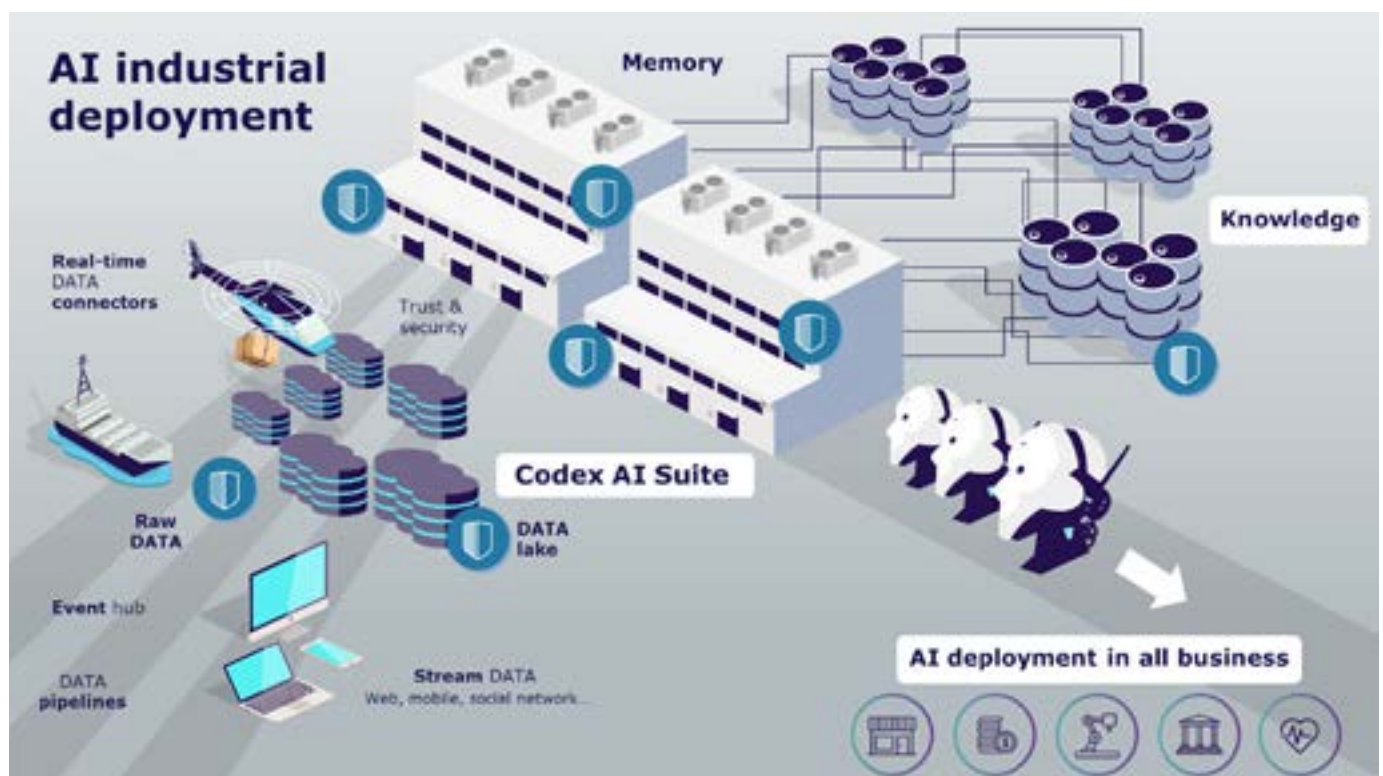 AI industrial
deployment
Memory
Knowledge
Real-time
DATA
connectors
Trust &
security
Codex AI Suite
Raw
DATA
DATA
lake
Event hub
DATA
pipelines
Stream DATA
Web, mobile, social network...
AI deployment in all business